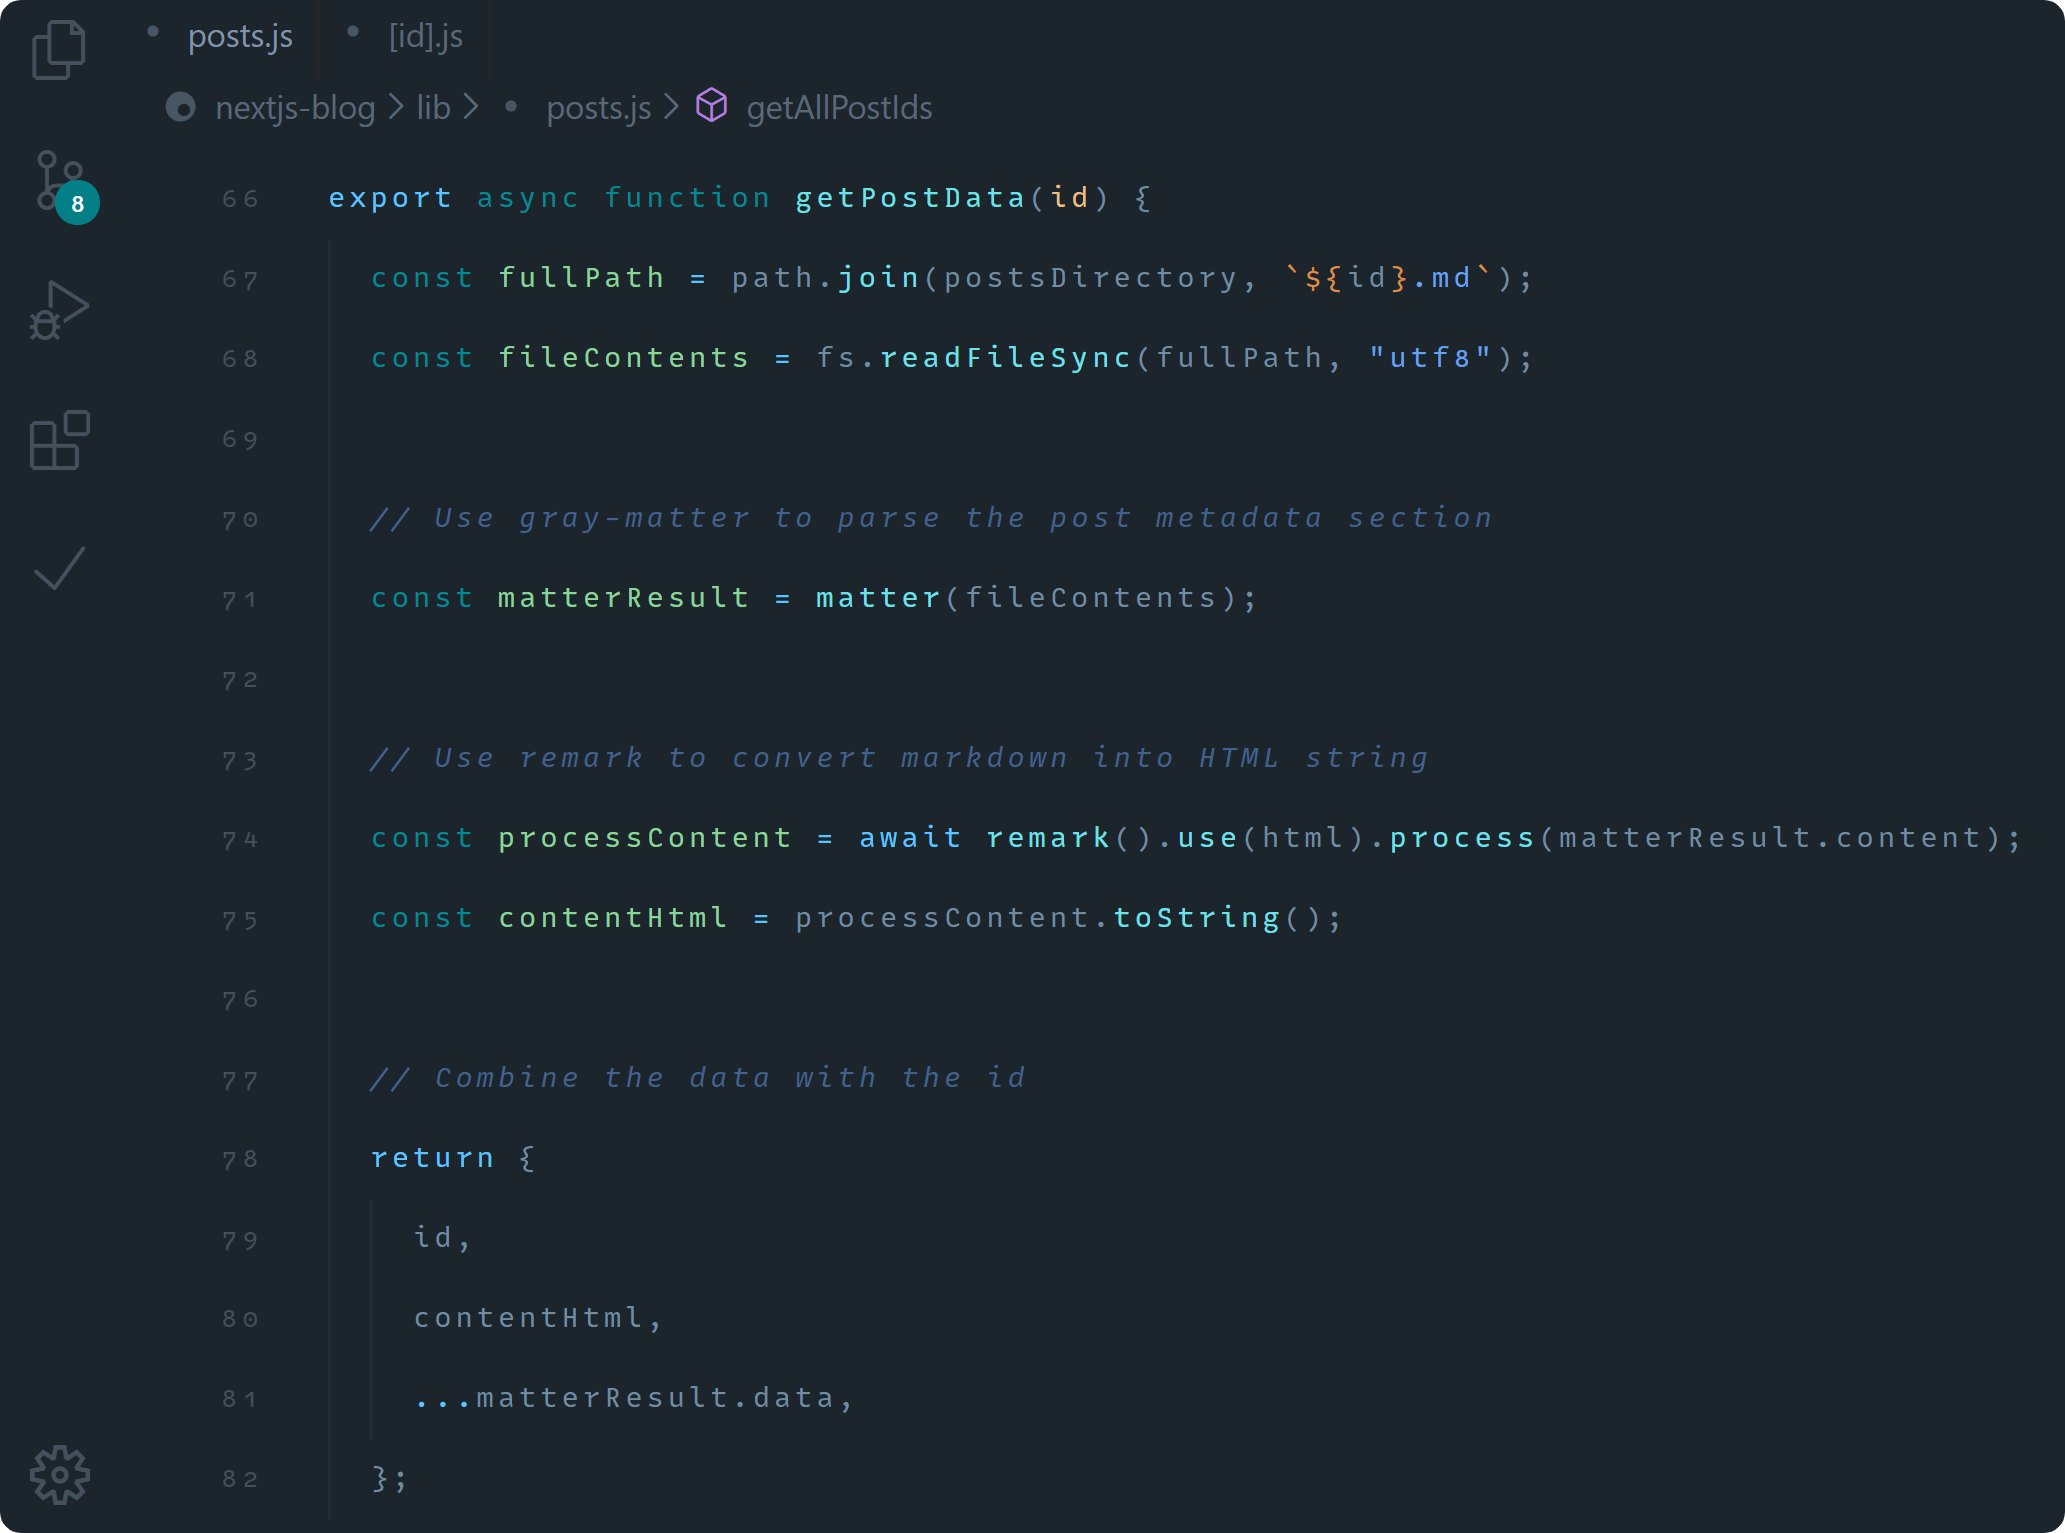 posts.js [id].js
nextjs-blog > lib > posts.js > getAllPostIds
8
66 export async function getPostData(id) {
67 const fullPath = path.join(postsDirectory, `${id}.md`);
68 const fileContents = fs.readFileSync(fullPath, "utf8");
69
70 // Use gray-matter to parse the post metadata section
71 const matterResult = matter(fileContents);
72
73 // Use remark to convert markdown into HTML string
74 const processContent = await remark().use(html).process(matterResult.content);
75 const contentHtml = processContent.toString();
76
77 // Combine the data with the id
78 return {
79 id,
80 contentHtml,
81 ...matterResult.data,
82 };